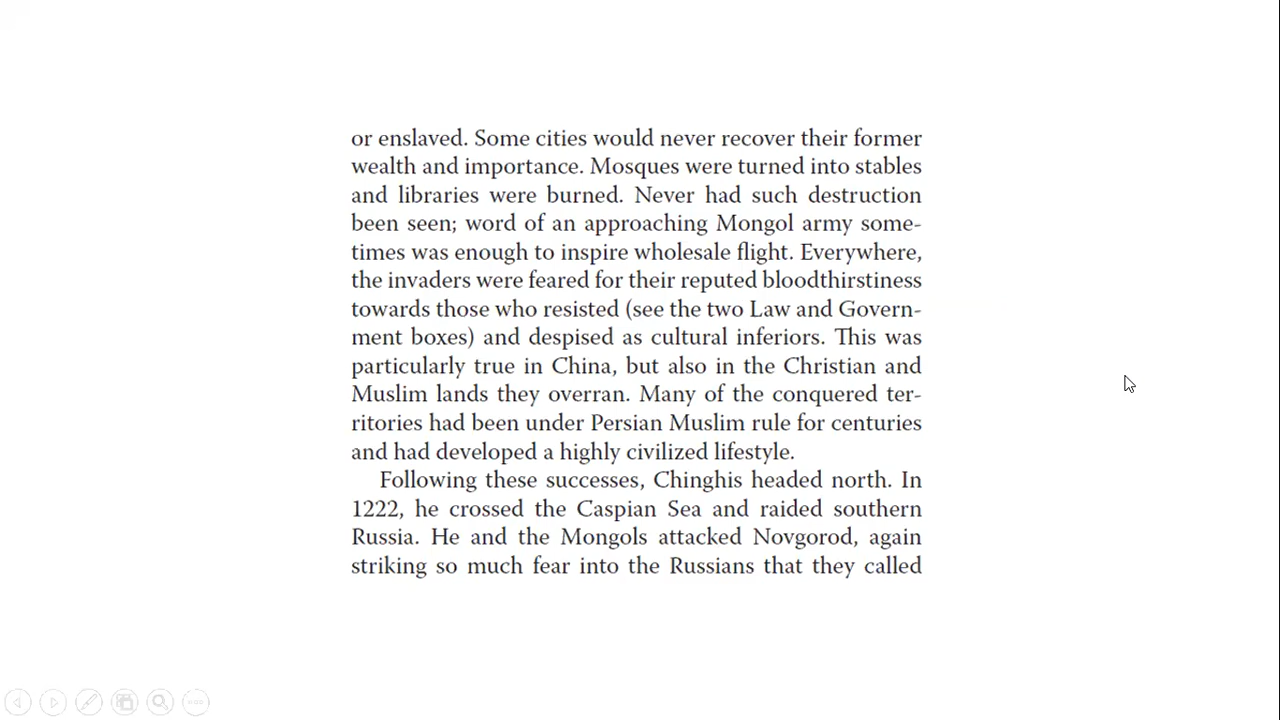 or enslaved. Some cities would never recover their former
wealth and importance. Mosques were turned into stables
and libraries were burned. Never had such destruction
been seen; word of an approaching Mongol army some-
times was enough to inspire wholesale flight. Everywhere,
the invaders were feared for their reputed bloodthirstiness
towards those who resisted (see the two Law and Govern-
ment boxes) and despised as cultural inferiors. This was
particularly true in China, but also in the Christian and
Muslim lands they overran. Many of the conquered ter-
ritories had been under Persian Muslim rule for centuries
and had developed a highly civilized lifestyle.
Following these successes, Chinghis headed north. In
1222, he crossed the Caspian Sea and raided southern
Russia. He and the Mongols attacked Novgorod, again
striking so much fear into the Russians that they called